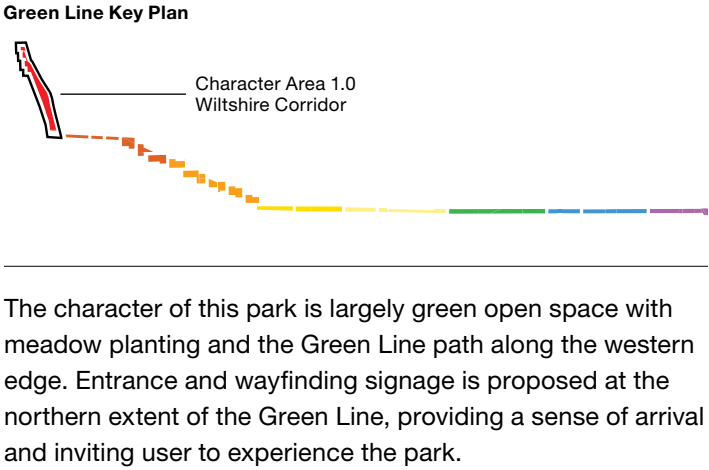 Green Line Key Plan
Character Area 1.0
Wiltshire Corridor
The character of this park is largely green open space with
meadow planting and the Green Line path along the western
edge. Entrance and wayfinding signage is proposed at the
northern extent of the Green Line, providing a sense of arrival
and inviting user to experience the park.